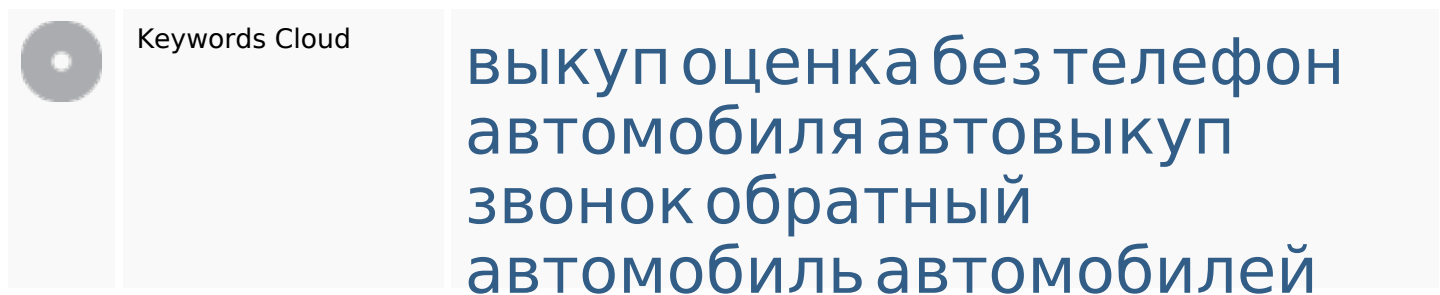 Keywords Cloud
выкуп оценка без телефон
автомобиля автовыкуп
звонок обратный
автомобиль автомобилей